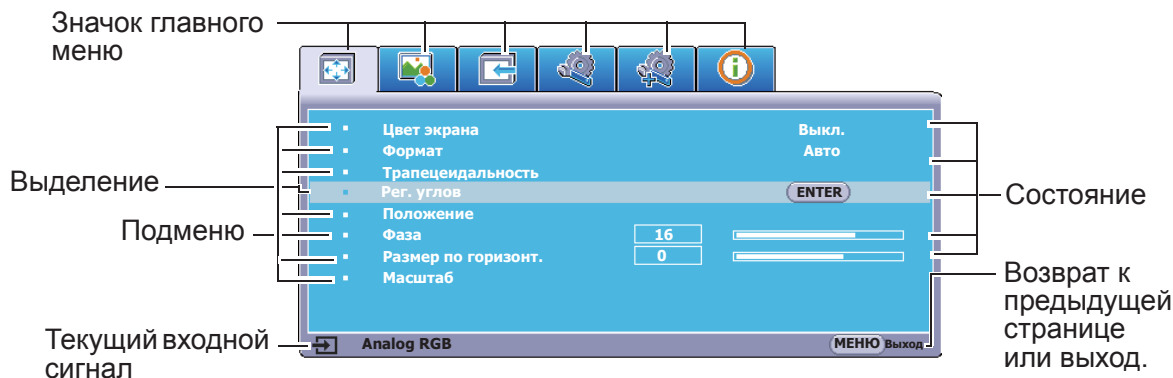 Значок главного
меню
Цвет экрана Выкл.
Формат Авто
Трапецеидальность
Рег. углов ENTER
Положение
Фаза 16
Размер по горизонт. 0
Масштаб
Выделение
Подменю
Состояние
Возврат к
предыдущей
странице
или выход.
Текущий входной
сигнал
Analog RGB
МЕНЮ Выход